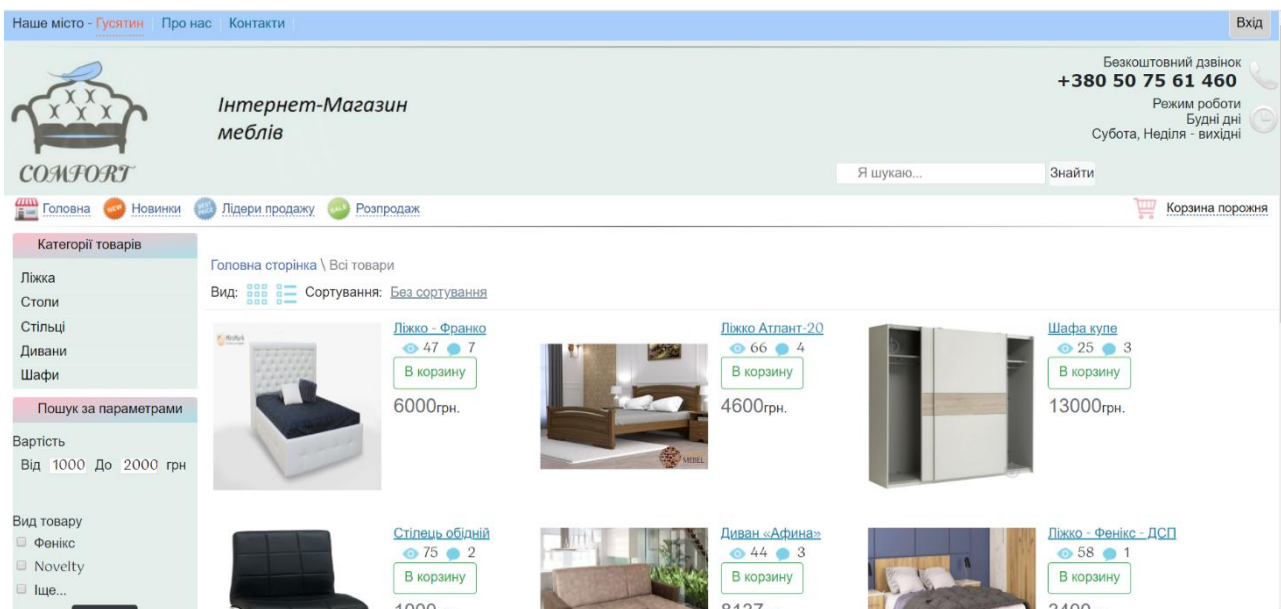 Наше місто - Гусятин Про нас Контакти Вхід
Безкоштовний дзвінок
+380 50 75 61 460
Режим роботи
Будні дні
Субота, Неділя - вихідні
Інтернет-Магазин
меблів
COMFORT
Я шукаю... Знайти
Головна Новинки Лідери продажу Розпродаж Корзина порожня
Категорії товарів
Ліжка
Столи
Стільці
Дивани
Шафи
Пошук за параметрами
Вартість
Від 1000 До 2000 грн
Вид товару
Фенікс
Novelty
Іще...
Головна сторінка \ Всі товари
Вид: Сортування: Без сортування
Ліжко - Франко
47 7
В корзину
6000грн.
Ліжко Атлант-20
66 4
В корзину
4600грн.
MEBEL
Шафа купе
25 3
В корзину
13000грн.
Стілець обідній
75 2
В корзину
Диван «Афина»
44 3
В корзину
Ліжко - Фенікс - ДСП
58 1
В корзину